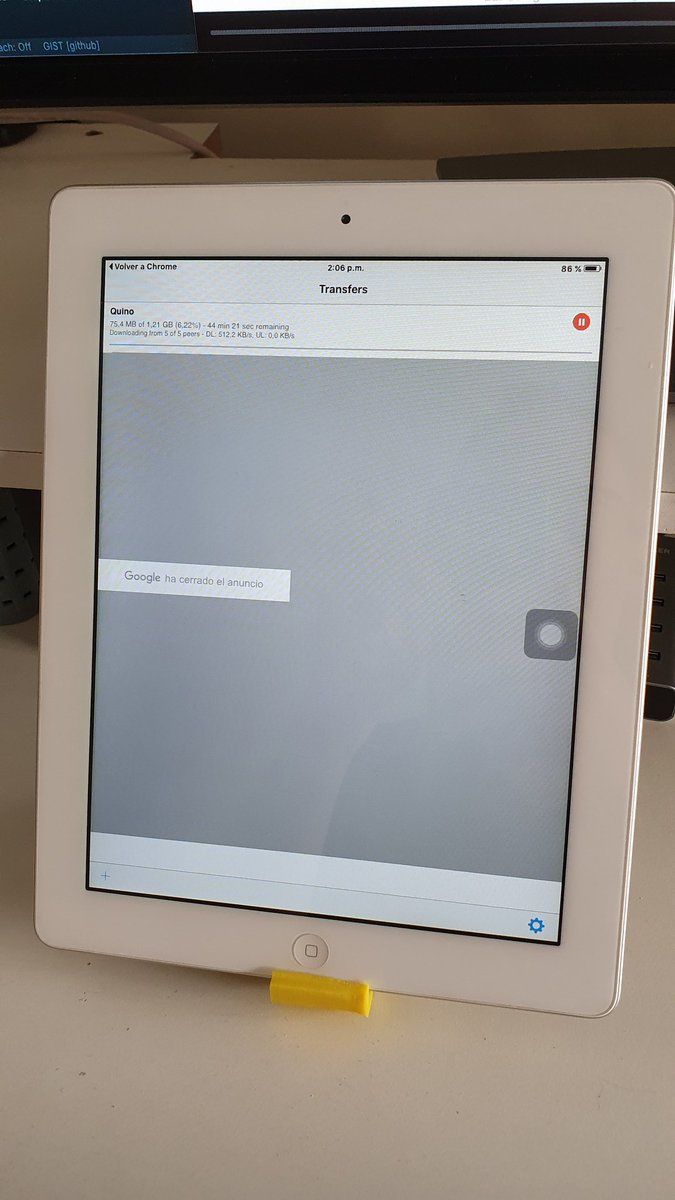 ach: Off GIST [github]
Volver a Chrome
2:06 p.m.
86 %
Transfers
Quino
75,4 MB of 1,21 GB (6,22%) - 44 min 21 sec remaining
Downloading from 5 of 5 peers - DL: 512,2 KB/s, UL: 0,0 KB/s
Google ha cerrado el anuncio